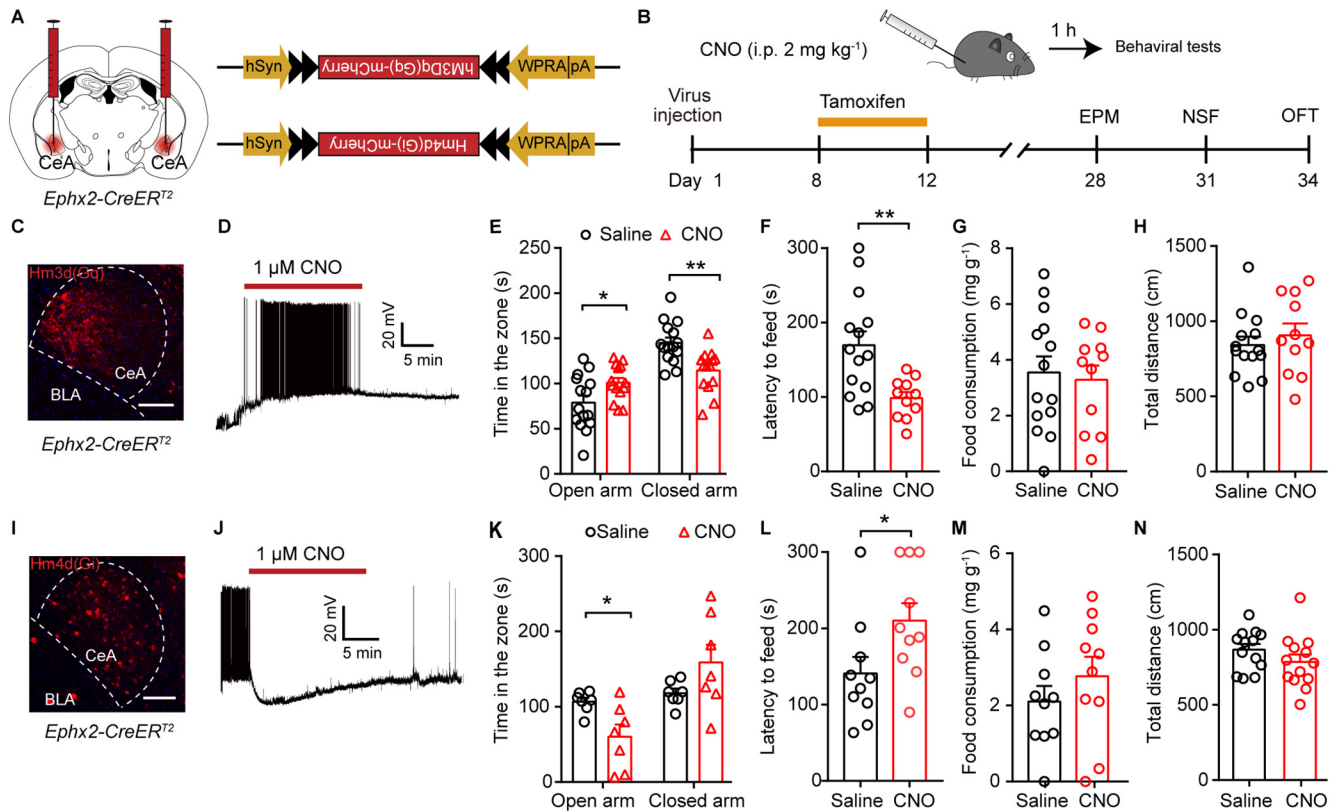 A
hSyn
hM3Dq(Gq)-mCherry
WPRA
pA
hSyn
Hm4d(Gi)-mCherry
WPRA
pA
CeA
CeA
Ephx2-CreERT2
B
CNO (i.p. 2 mg kg-1)
1 h
Behaviral tests
Virus
injection
Tamoxifen
EPM
NSF
OFT
Day 1
8
12
28
31
34
C
Hm3d(Gq)
CeA
BLA
Ephx2-CreERT2
D
1 µM CNO
20 mV
5 min
E
Saline
CNO
Time in the zone (s)
250
200
150
100
50
0
Open arm
Closed arm
*
**
F
Latency to feed (s)
300
200
100
0
Saline
CNO
**
G
Food consumption (mg g-1)
8
6
4
2
0
Saline
CNO
H
Total distance (cm)
1500
1000
500
0
Saline
CNO
I
Hm4d(Gi)
CeA
BLA
Ephx2-CreERT2
J
1 µM CNO
20 mV
5 min
K
Saline
CNO
Time in the zone (s)
300
200
100
0
Open arm
Closed arm
*
L
Latency to feed (s)
300
200
100
0
Saline
CNO
*
M
Food consumption (mg g-1)
6
4
2
0
Saline
CNO
N
Total distance (cm)
1500
1000
500
0
Saline
CNO